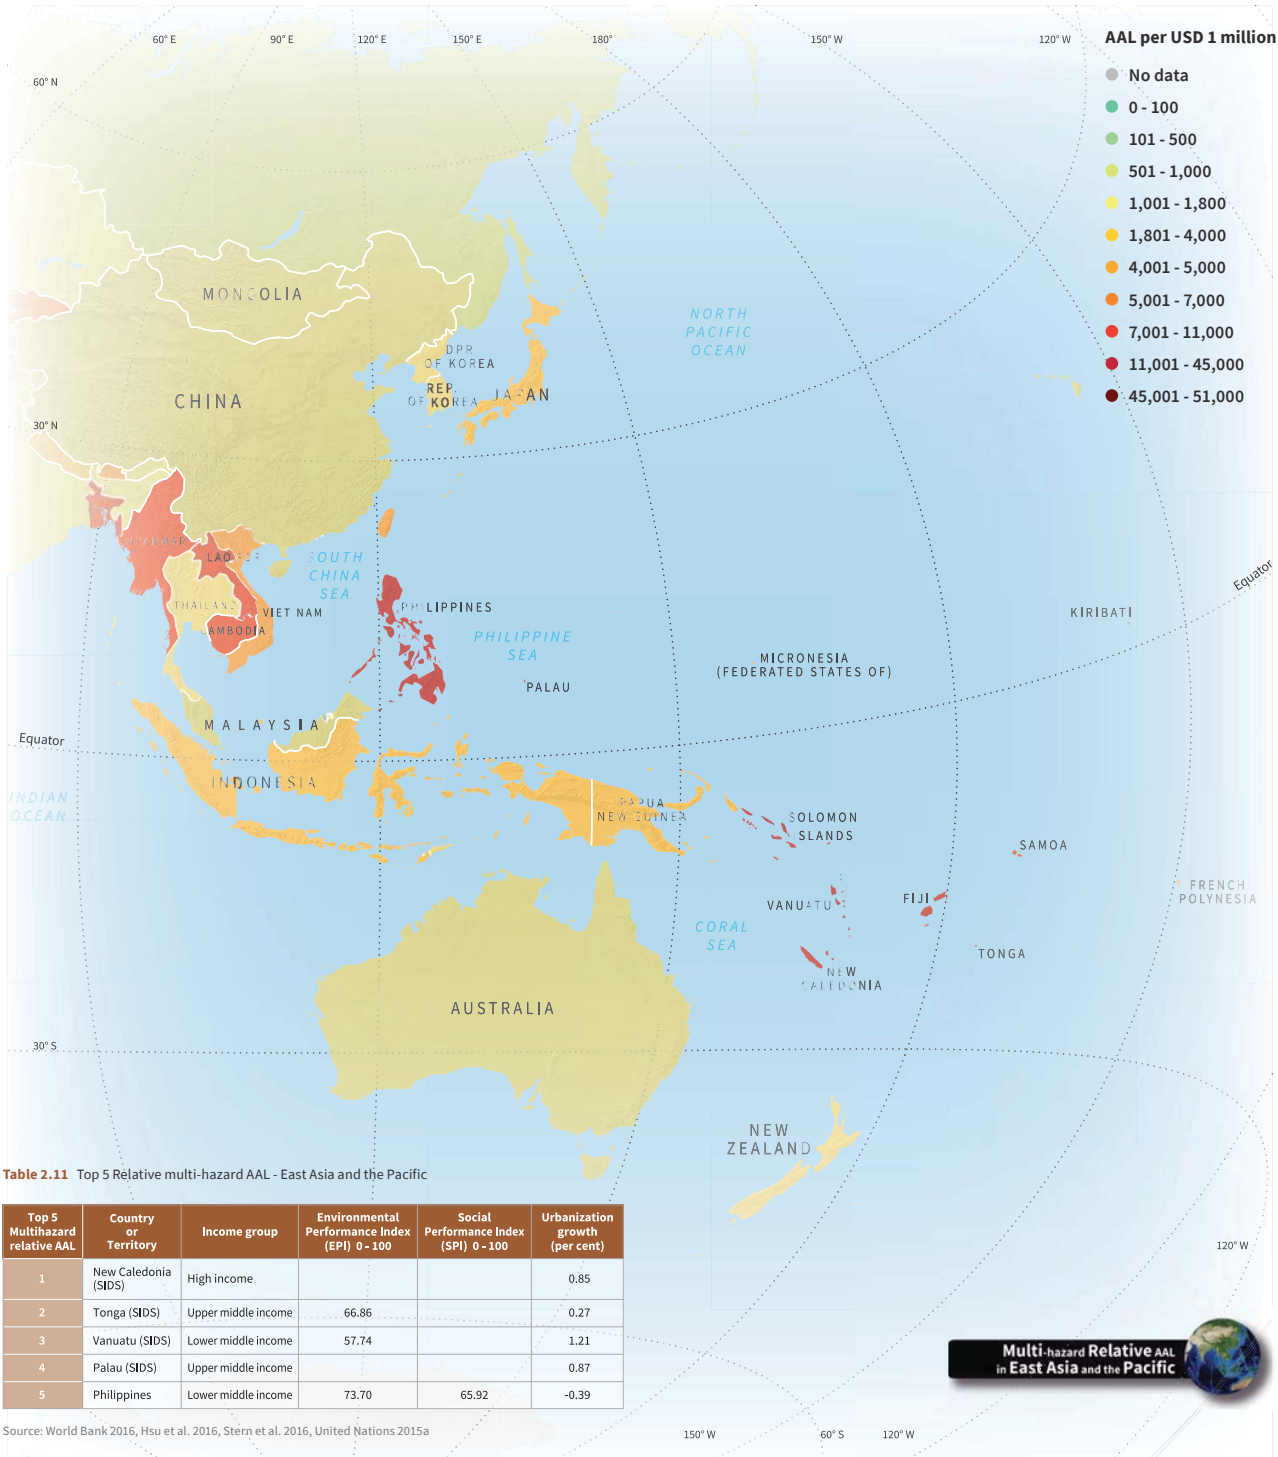 60° E
90° E
120° E
150° E
180°
150° W
120° W
AAL per USD 1 million
No data
0 - 100
101 - 500
501 - 1,000
1,001 - 1,800
1,801 - 4,000
4,001 - 5,000
5,001 - 7,000
7,001 - 11,000
11,001 - 45,000
45,001 - 51,000
60° N
MONGOLIA
NORTH
PACIFIC
OCEAN
DPR
OF KOREA
REP.
OF KOREA
JAPAN
CHINA
30° N
MYANMAR
LAO PDR
SOUTH
CHINA
SEA
THAILAND
VIET NAM
CAMBODIA
PHILIPPINES
PHILIPPINE
SEA
PALAU
MICRONESIA
(FEDERATED STATES OF)
KIRIBATI
Equator
MALAYSIA
Equator
INDONESIA
INDIAN
OCEAN
PAPUA
NEW GUINEA
SOLOMON
ISLANDS
SAMOA
FRENCH
POLYNESIA
VANUATU
FIJI
CORAL
SEA
TONGA
NEW
CALEDONIA
AUSTRALIA
30° S
NEW
ZEALAND
Table 2.11 Top 5 Relative multi-hazard AAL - East Asia and the Pacific
Top 5 Multihazard relative AAL	Country or Territory	Income group	Environmental Performance Index (EPI) 0 - 100	Social Performance Index (SPI) 0 - 100	Urbanization growth (per cent)
1	New Caledonia (SIDS)	High income	0.85
2	Tonga (SIDS)	Upper middle income	66.86	0.27
3	Vanuatu (SIDS)	Lower middle income	57.74	1.21
4	Palau (SIDS)	Upper middle income	0.87
5	Philippines	Lower middle income	73.70	65.92	-0.39
Source: World Bank 2016, Hsu et al. 2016, Stern et al. 2016, United Nations 2015a
120° W
Multi-hazard Relative AAL
in East Asia and the Pacific
150° W
60° S
120° W